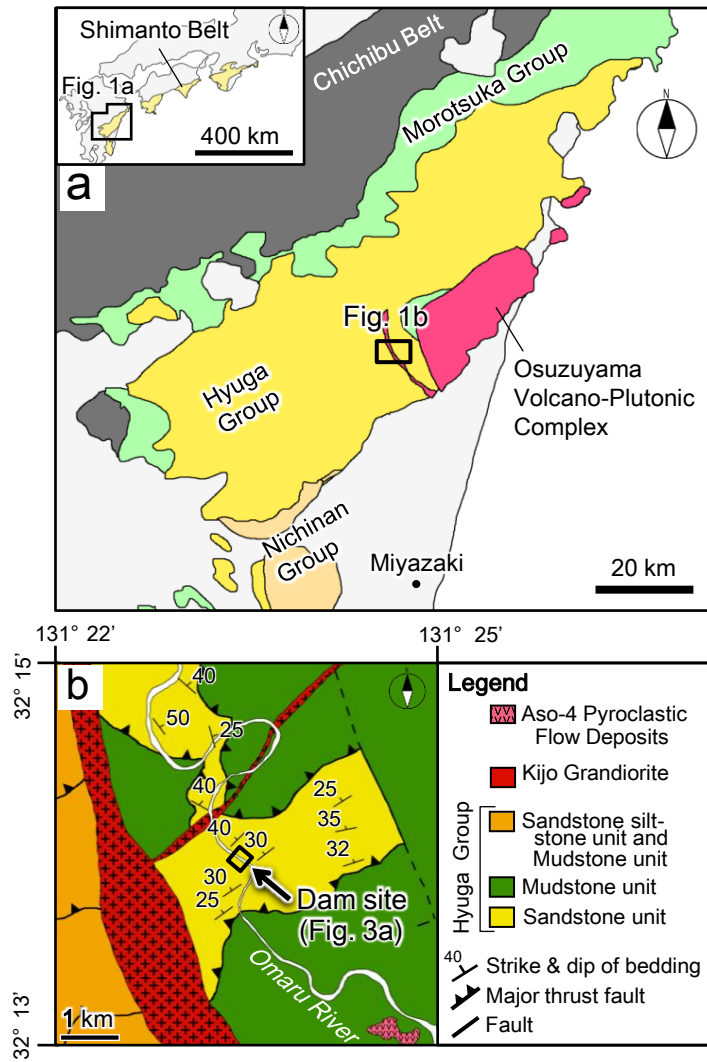 Shimanto Belt
Fig. 1a
400 km
a
Chichibu Belt
Morotsuka Group
N
Fig. 1b
Hyuga
Group
Osuzuyama
Volcano-Plutonic
Complex
Nichinan
Group
Miyazaki
20 km
131° 22’
131° 25’
32° 15’
32° 13’
b
40
50
25
40
40
30
25
35
32
30
25
Dam site
(Fig. 3a)
Omaru River
1 km
Legend
Aso-4 Pyroclastic
Flow Deposits
Kijo Grandiorite
Hyuga Group
Sandstone silt-
stone unit and
Mudstone unit
Mudstone unit
Sandstone unit
40
Strike & dip of bedding
Major thrust fault
Fault